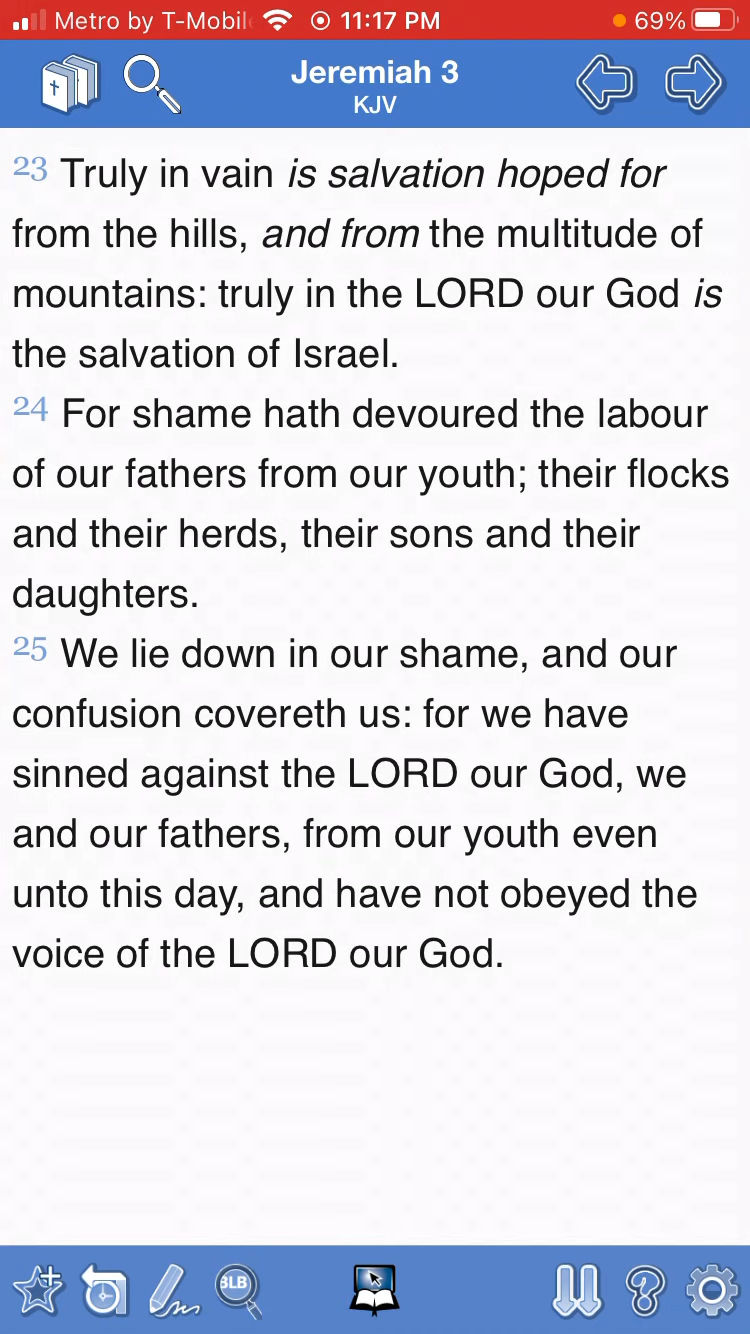 Metro by T-Mobil 11:17 PM 69%
Jeremiah 3
KJV
23 Truly in vain is salvation hoped for
from the hills, and from the multitude of
mountains: truly in the LORD our God is
the salvation of Israel.
24 For shame hath devoured the labour
of our fathers from our youth; their flocks
and their herds, their sons and their
daughters.
25 We lie down in our shame, and our
confusion covereth us: for we have
sinned against the LORD our God, we
and our fathers, from our youth even
unto this day, and have not obeyed the
voice of the LORD our God.
BLB